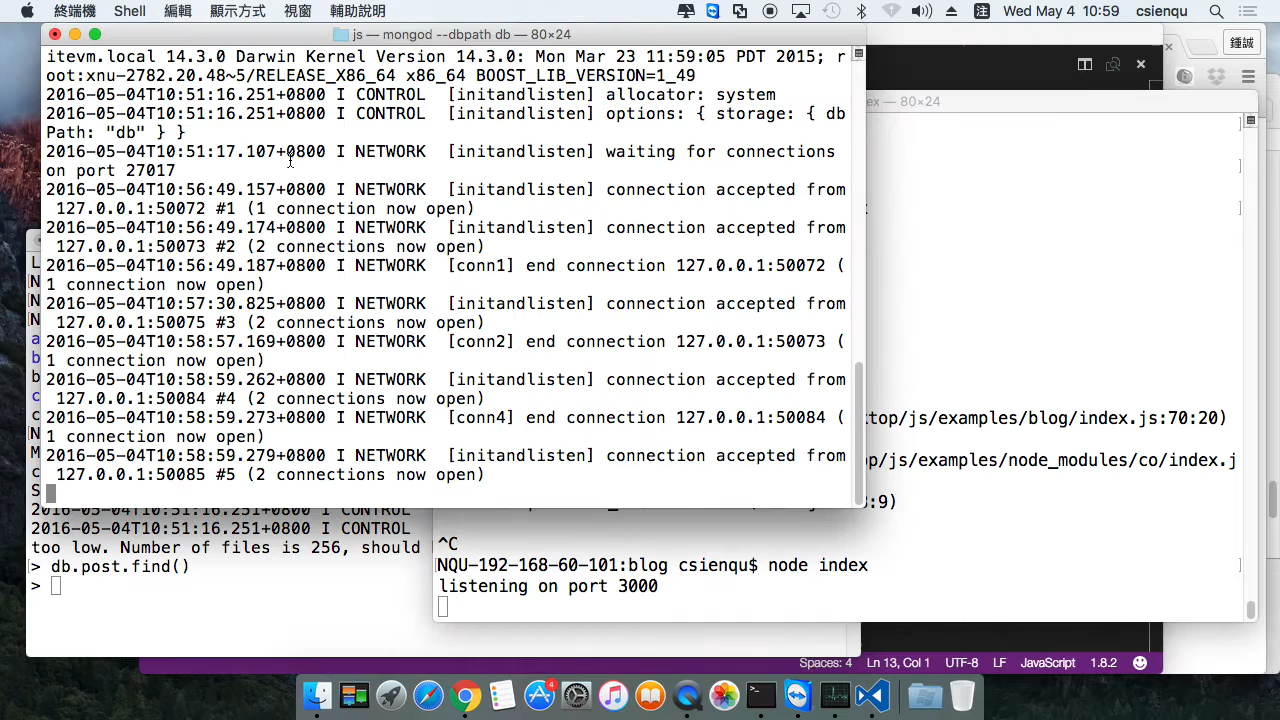 終端機 Shell 編輯 顯示方式 視窗 輔助說明 Wed May 4 10:59 csienqu
js — mongod --dbpath db — 80×24
itevm.local 14.3.0 Darwin Kernel Version 14.3.0: Mon Mar 23 11:59:05 PDT 2015; r
oot:xnu-2782.20.48~5/RELEASE_X86_64 x86_64 BOOST_LIB_VERSION=1_49
2016-05-04T10:51:16.251+0800 I CONTROL  [initandlisten] allocator: system
2016-05-04T10:51:16.251+0800 I CONTROL  [initandlisten] options: { storage: { db
Path: "db" } }
2016-05-04T10:51:17.107+0800 I NETWORK  [initandlisten] waiting for connections
on port 27017
2016-05-04T10:56:49.157+0800 I NETWORK  [initandlisten] connection accepted from
127.0.0.1:50072 #1 (1 connection now open)
2016-05-04T10:56:49.174+0800 I NETWORK  [initandlisten] connection accepted from
127.0.0.1:50073 #2 (2 connections now open)
2016-05-04T10:56:49.187+0800 I NETWORK  [conn1] end connection 127.0.0.1:50072 (
1 connection now open)
2016-05-04T10:57:30.825+0800 I NETWORK  [initandlisten] connection accepted from
127.0.0.1:50075 #3 (2 connections now open)
2016-05-04T10:58:57.169+0800 I NETWORK  [conn2] end connection 127.0.0.1:50073 (
1 connection now open)
2016-05-04T10:58:59.262+0800 I NETWORK  [initandlisten] connection accepted from
127.0.0.1:50084 #4 (2 connections now open)
2016-05-04T10:58:59.273+0800 I NETWORK  [conn4] end connection 127.0.0.1:50084 (
1 connection now open)
2016-05-04T10:58:59.279+0800 I NETWORK  [initandlisten] connection accepted from
127.0.0.1:50085 #5 (2 connections now open)
2016-05-04T10:51:16.251+0800 I CONTROL
2016-05-04T10:51:16.251+0800 I CONTROL
too low. Number of files is 256, should
> db.post.find()
>
鍾誠
ex — 80×24
top/js/examples/blog/index.js:70:20)
p/js/examples/node_modules/co/index.j
:9)
^C
NQU-192-168-60-101:blog csienqu$ node index
listening on port 3000
Spaces: 4 Ln 13, Col 1 UTF-8 LF JavaScript 1.8.2
4